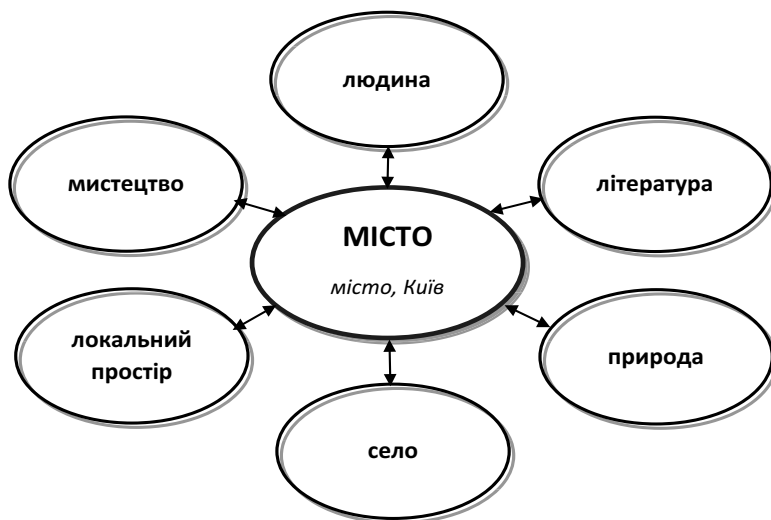 людина
мистецтво
література
МІСТО
місто, Київ
локальний
простір
природа
село